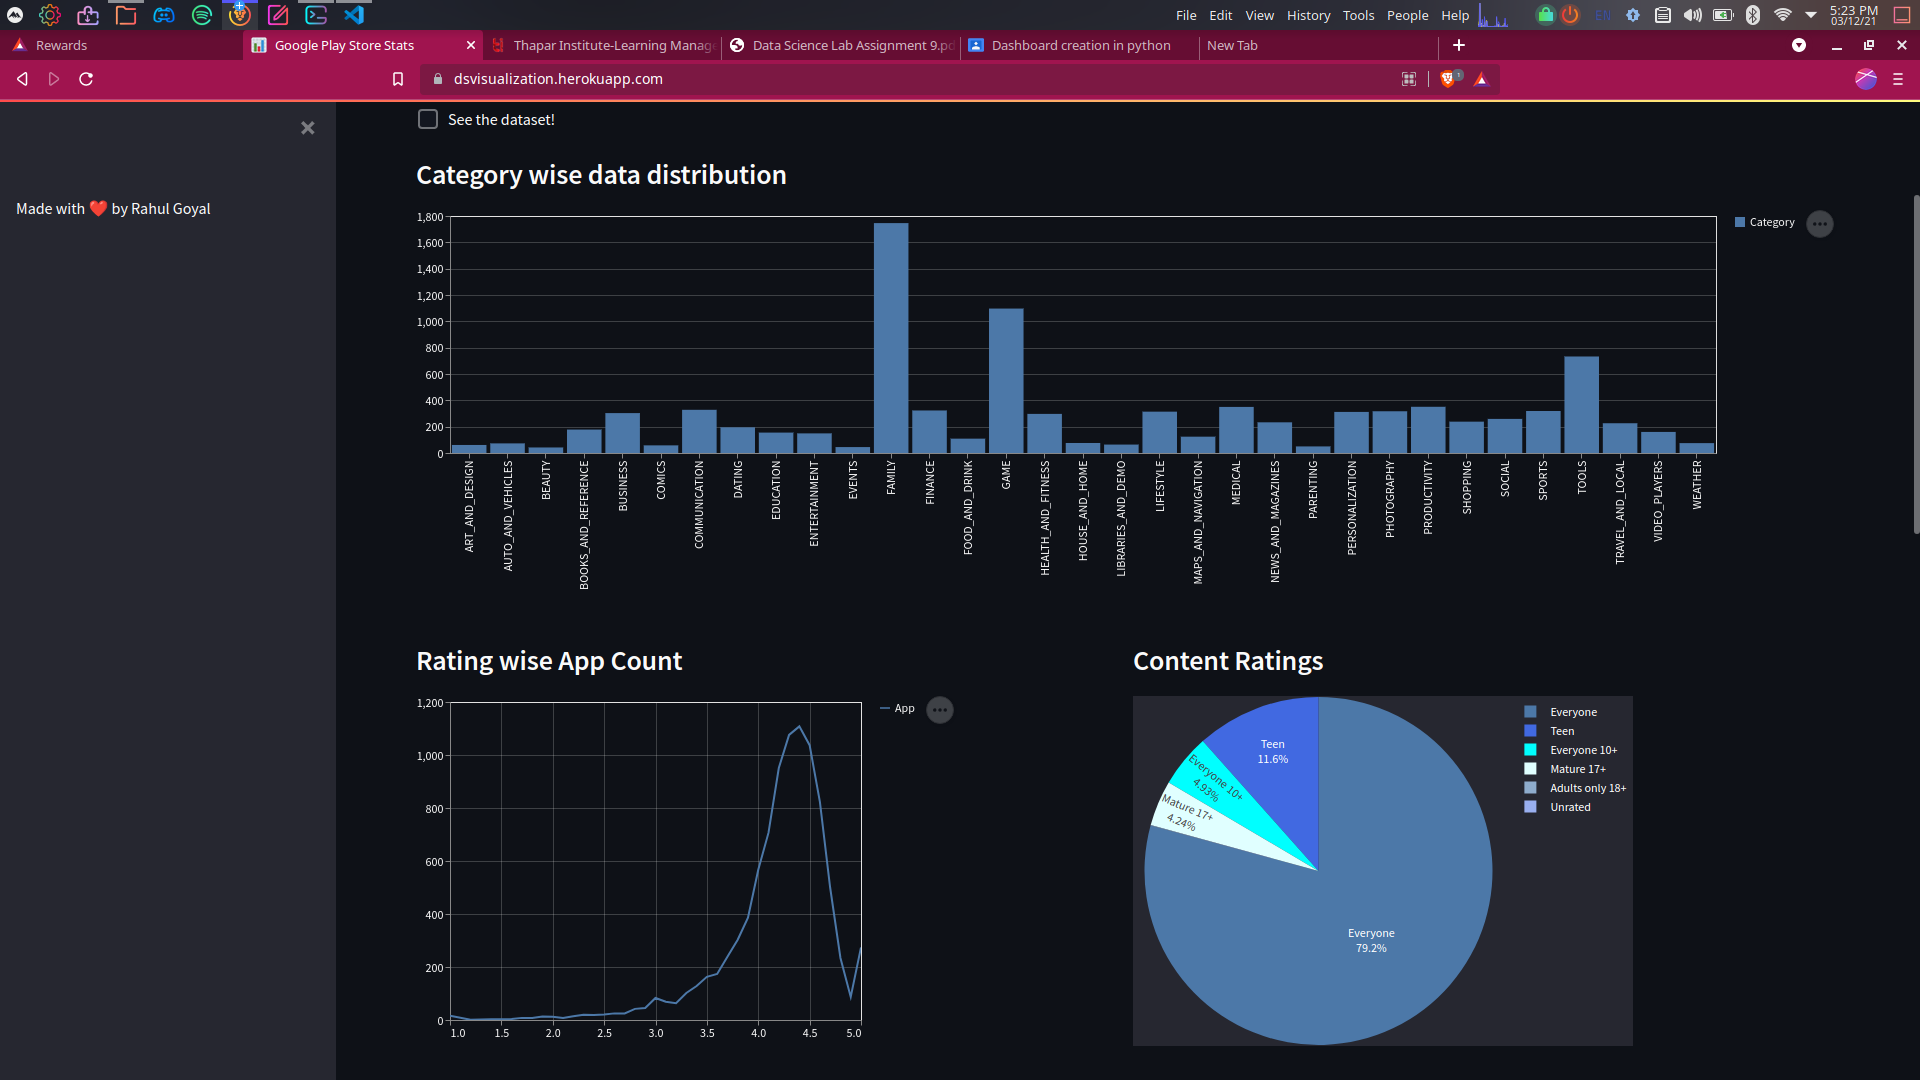 File Edit View History Tools People Help
EN
5:23 PM
03/12/21
Rewards
Google Play Store Stats
Thapar Institute-Learning Manag
Data Science Lab Assignment 9.pd
Dashboard creation in python
New Tab
dsvisualization.herokuapp.com
1
Made with ❤️ by Rahul Goyal
See the dataset!
Category wise data distribution
1,800
1,600
1,400
1,200
1,000
800
600
400
200
0
Category
ART_AND_DESIGN
AUTO_AND_VEHICLES
BEAUTY
BOOKS_AND_REFERENCE
BUSINESS
COMICS
COMMUNICATION
DATING
EDUCATION
ENTERTAINMENT
EVENTS
FAMILY
FINANCE
FOOD_AND_DRINK
GAME
HEALTH_AND_FITNESS
HOUSE_AND_HOME
LIBRARIES_AND_DEMO
LIFESTYLE
MAPS_AND_NAVIGATION
MEDICAL
NEWS_AND_MAGAZINES
PARENTING
PERSONALIZATION
PHOTOGRAPHY
PRODUCTIVITY
SHOPPING
SOCIAL
SPORTS
TOOLS
TRAVEL_AND_LOCAL
VIDEO_PLAYERS
WEATHER
Rating wise App Count
1,200
1,000
800
600
400
200
0
1.0 1.5 2.0 2.5 3.0 3.5 4.0 4.5 5.0
App
Content Ratings
Teen
11.6%
Everyone 10+
4.93%
Mature 17+
4.24%
Everyone
79.2%
Everyone
Teen
Everyone 10+
Mature 17+
Adults only 18+
Unrated